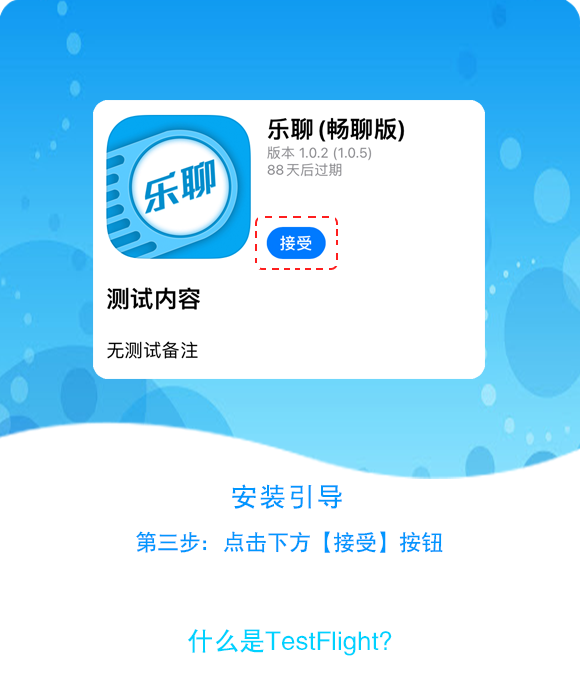 乐聊
乐聊 (畅聊版)
版本 1.0.2 (1.0.5)
88 天后过期
接受
测试内容
无测试备注
安装引导
第三步：点击下方【接受】按钮
什么是TestFlight?